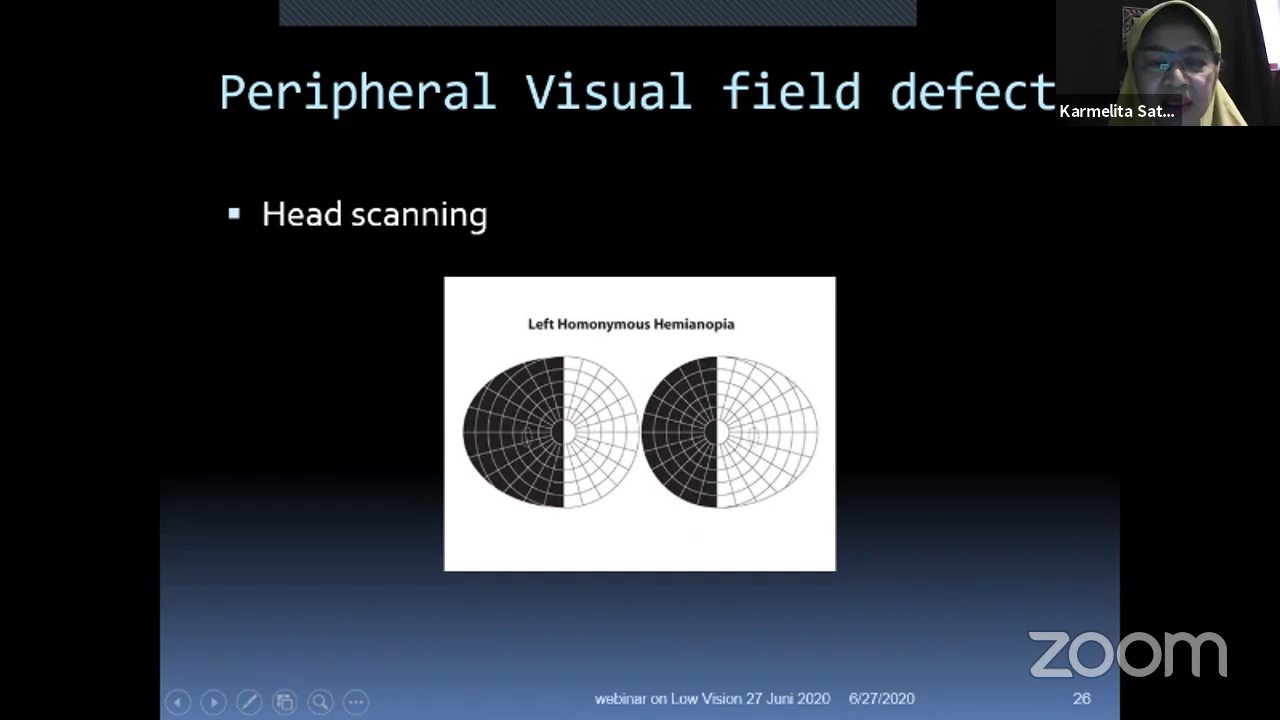 Peripheral Visual field defect
Karmelita Sat...
▪ Head scanning
Left Homonymous Hemianopia
zoom
webinar on Low Vision 27 Juni 2020 6/27/2020 26